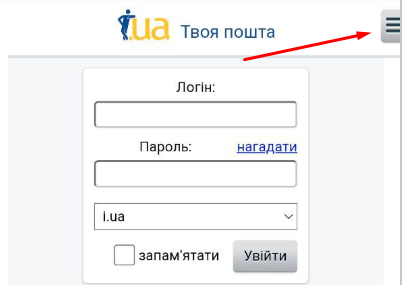 i.ua Твоя пошта
Логін:
Пароль: нагадати
i.ua
запам'ятати Увійти